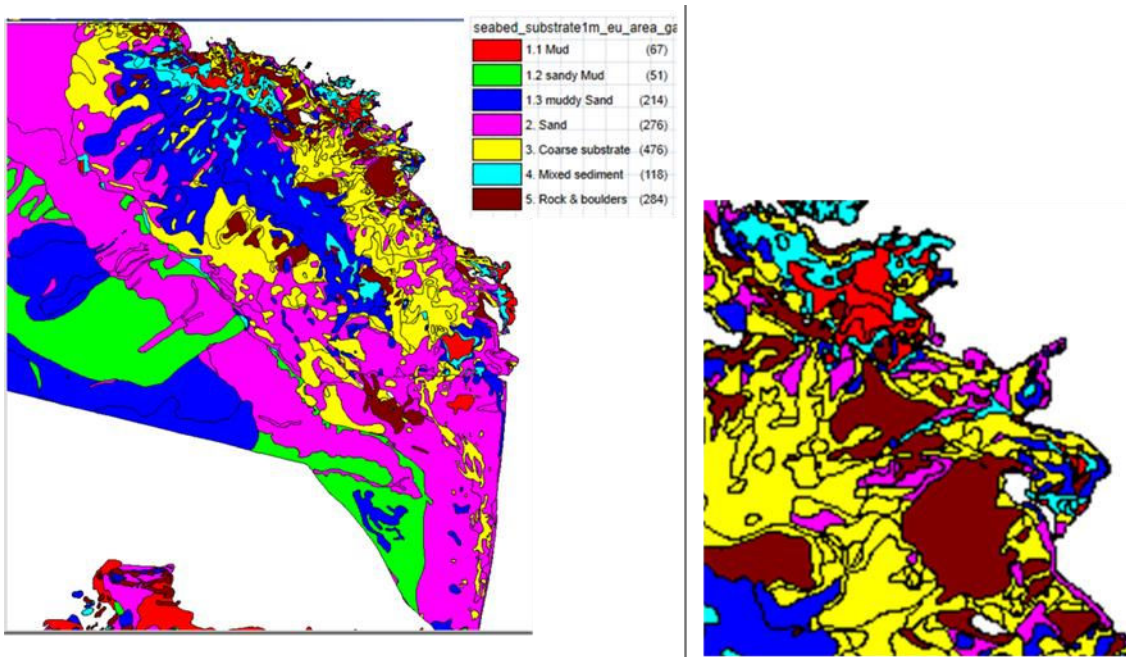 seabed_substrate1m_eu_area_ga
1.1 Mud (67)
1.2 sandy Mud (51)
1.3 muddy Sand (214)
2. Sand (276)
3. Coarse substrate (476)
4. Mixed sediment (118)
5. Rock & boulders (284)